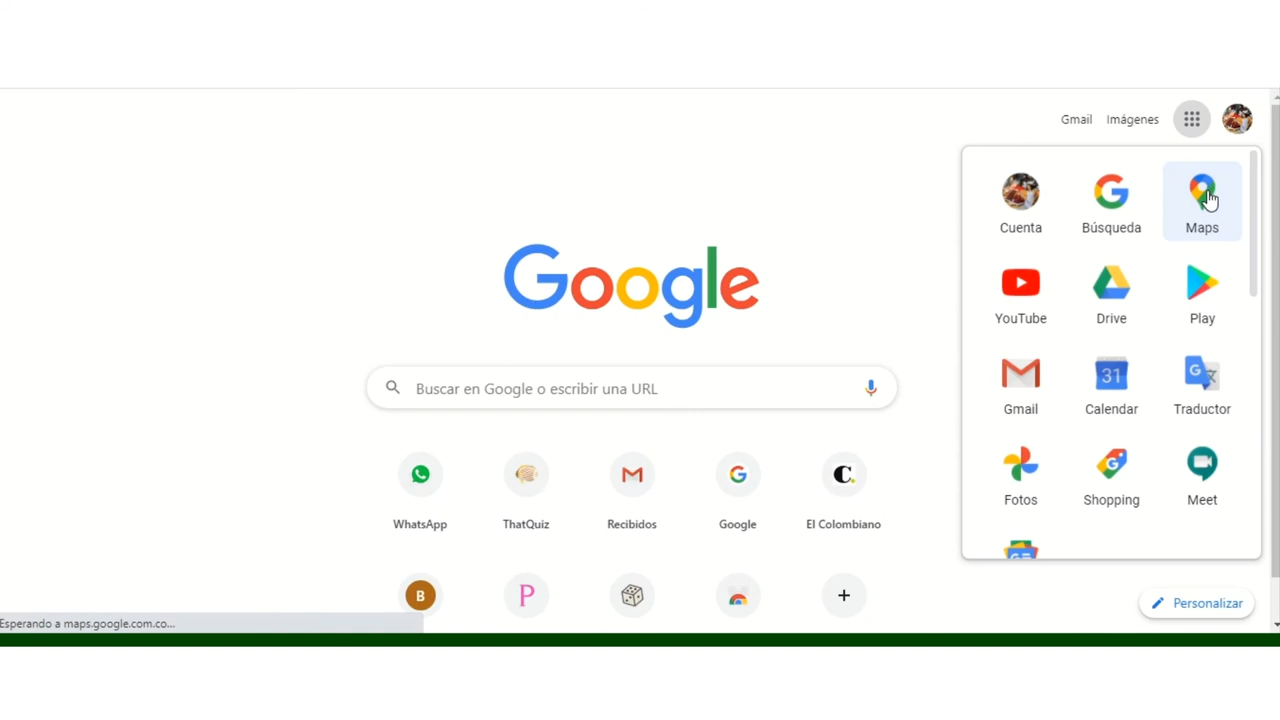 Gmail Imágenes
Cuenta Búsqueda Maps
YouTube Drive Play
31 G
Gmail Calendar Traductor
Fotos Shopping Meet
Google
Buscar en Google o escribir una URL
C.
WhatsApp ThatQuiz Recibidos Google El Colombiano
B P
Personalizar
Esperando a maps.google.com.co...